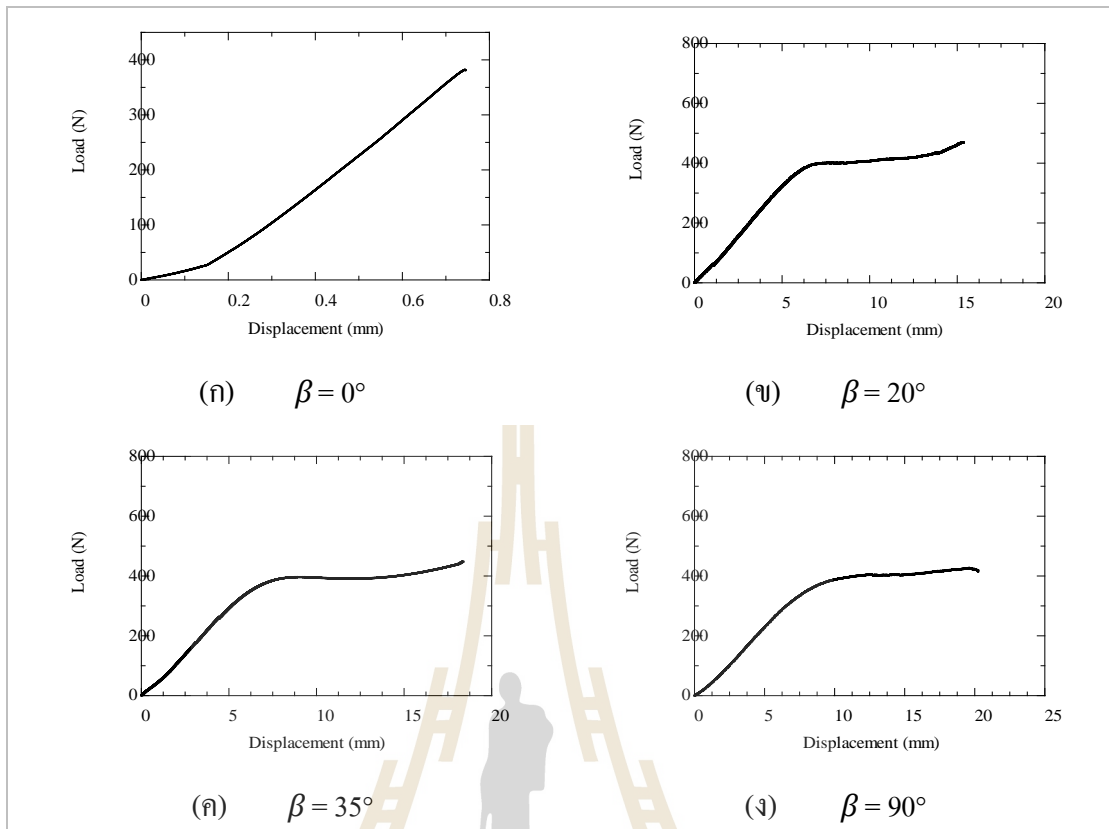 400
300
200
100
0
Load (N)
0 0.2 0.4 0.6 0.8
Displacement (mm)
(ก) β = 0°
800
600
400
200
0
Load (N)
0 5 10 15 20
Displacement (mm)
(ข) β = 20°
800
600
400
200
0
Load (N)
0 5 10 15 20
Displacement (mm)
(ค) β = 35°
800
600
400
200
0
Load (N)
0 5 10 15 20 25
Displacement (mm)
(ง) β = 90°